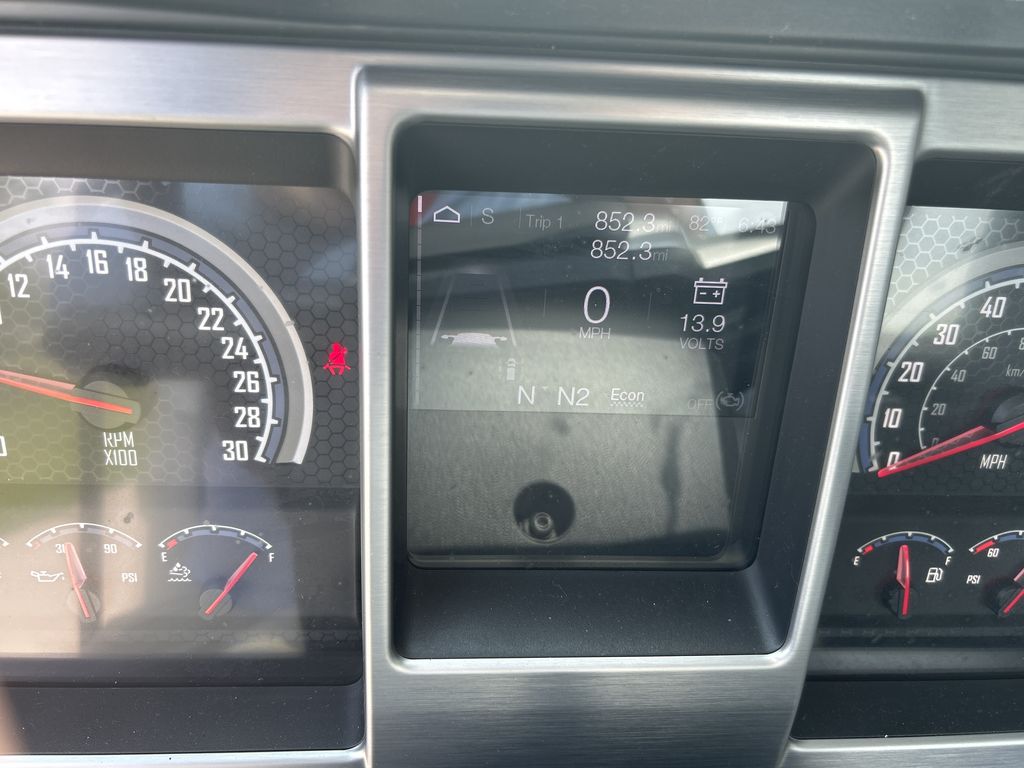 S Trip 1 852.3mi 82°F 6:43
852.3mi
0
MPH
13.9
VOLTS
N N2 Econ OFF
12 14 16 18 20 22 24 26 28 30
RPM
X100
90
PSI
E F
0 10 20 30 40
20 40 60
km/
MPH
E F
60
PSI